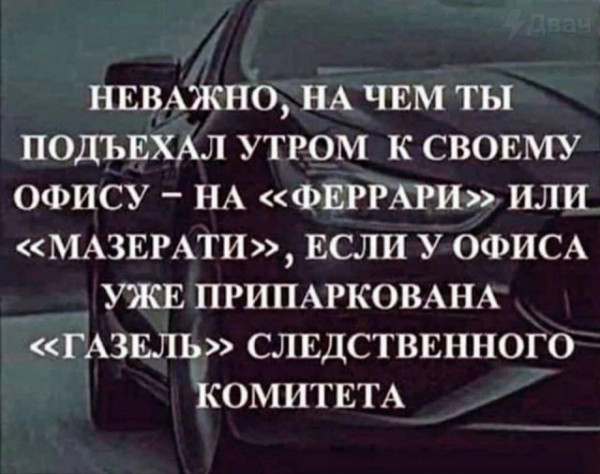 Двач
НЕВАЖНО, НА ЧЕМ ТЫ
ПОДЪЕХАЛ УТРОМ К СВОЕМУ
ОФИСУ – НА «ФЕРРАРИ» ИЛИ
«МАЗЕРАТИ», ЕСЛИ У ОФИСА
УЖЕ ПРИПАРКОВАНА
«ГАЗЕЛЬ» СЛЕДСТВЕННОГО
КОМИТЕТА